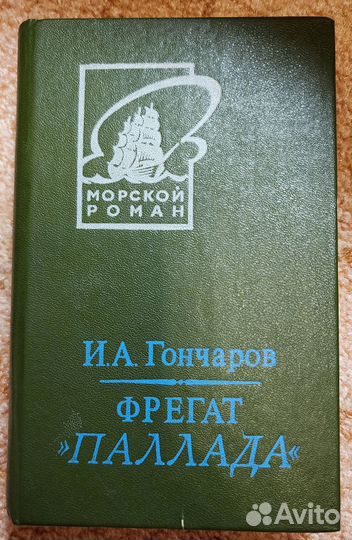 МОРСКОЙ
РОМАН
И.А. Гончаров
ФРЕГАТ
„ПАЛЛАДА“
Avito